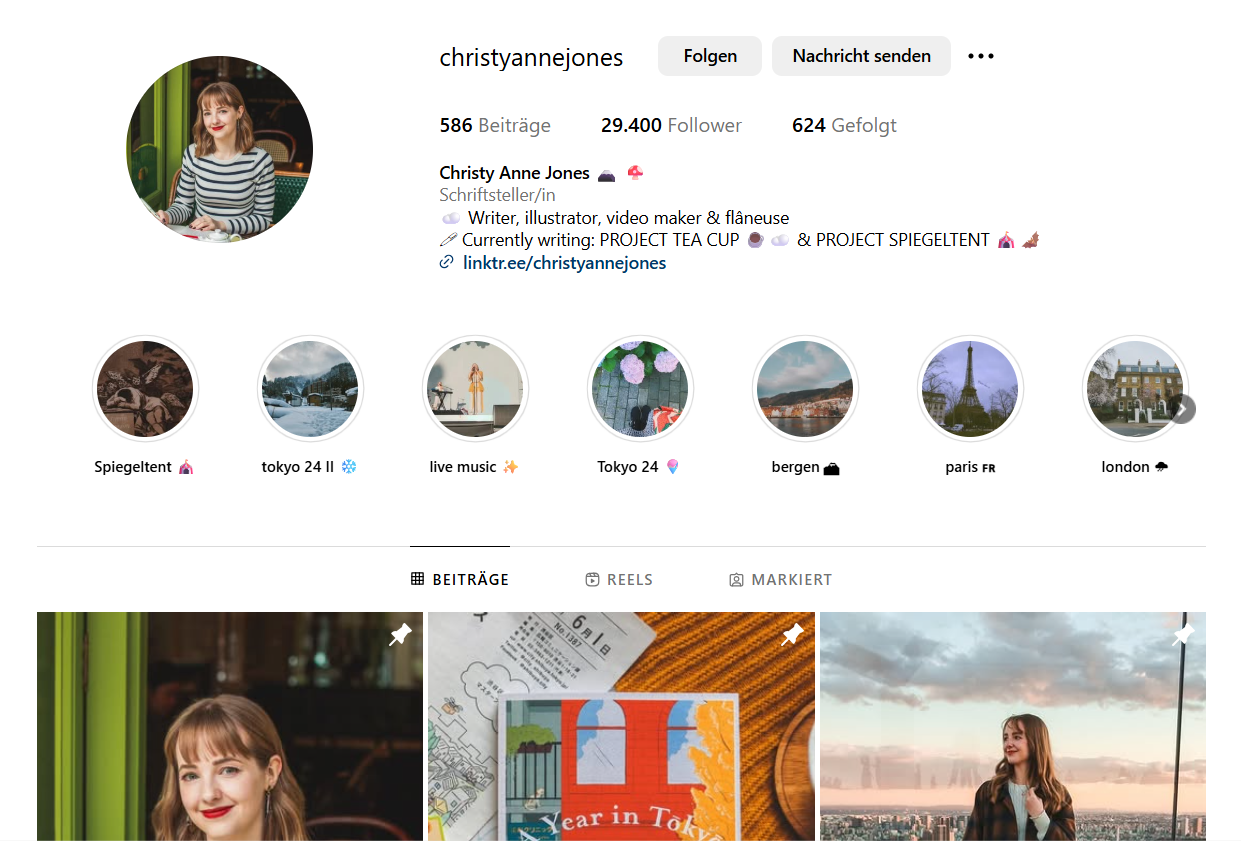 christyannejones Folgen Nachricht senden
586 Beiträge 29.400 Follower 624 Gefolgt
Christy Anne Jones
Schriftsteller/in
Writer, illustrator, video maker & flâneuse
Currently writing: PROJECT TEA CUP & PROJECT SPIEGELTENT
linktr.ee/christyannejones
Spiegeltent tokyo 24 ll live music Tokyo 24 bergen paris FR london
BEITRÄGE REELS MARKIERT
6月1日
No.1387
A Year in Tokyo